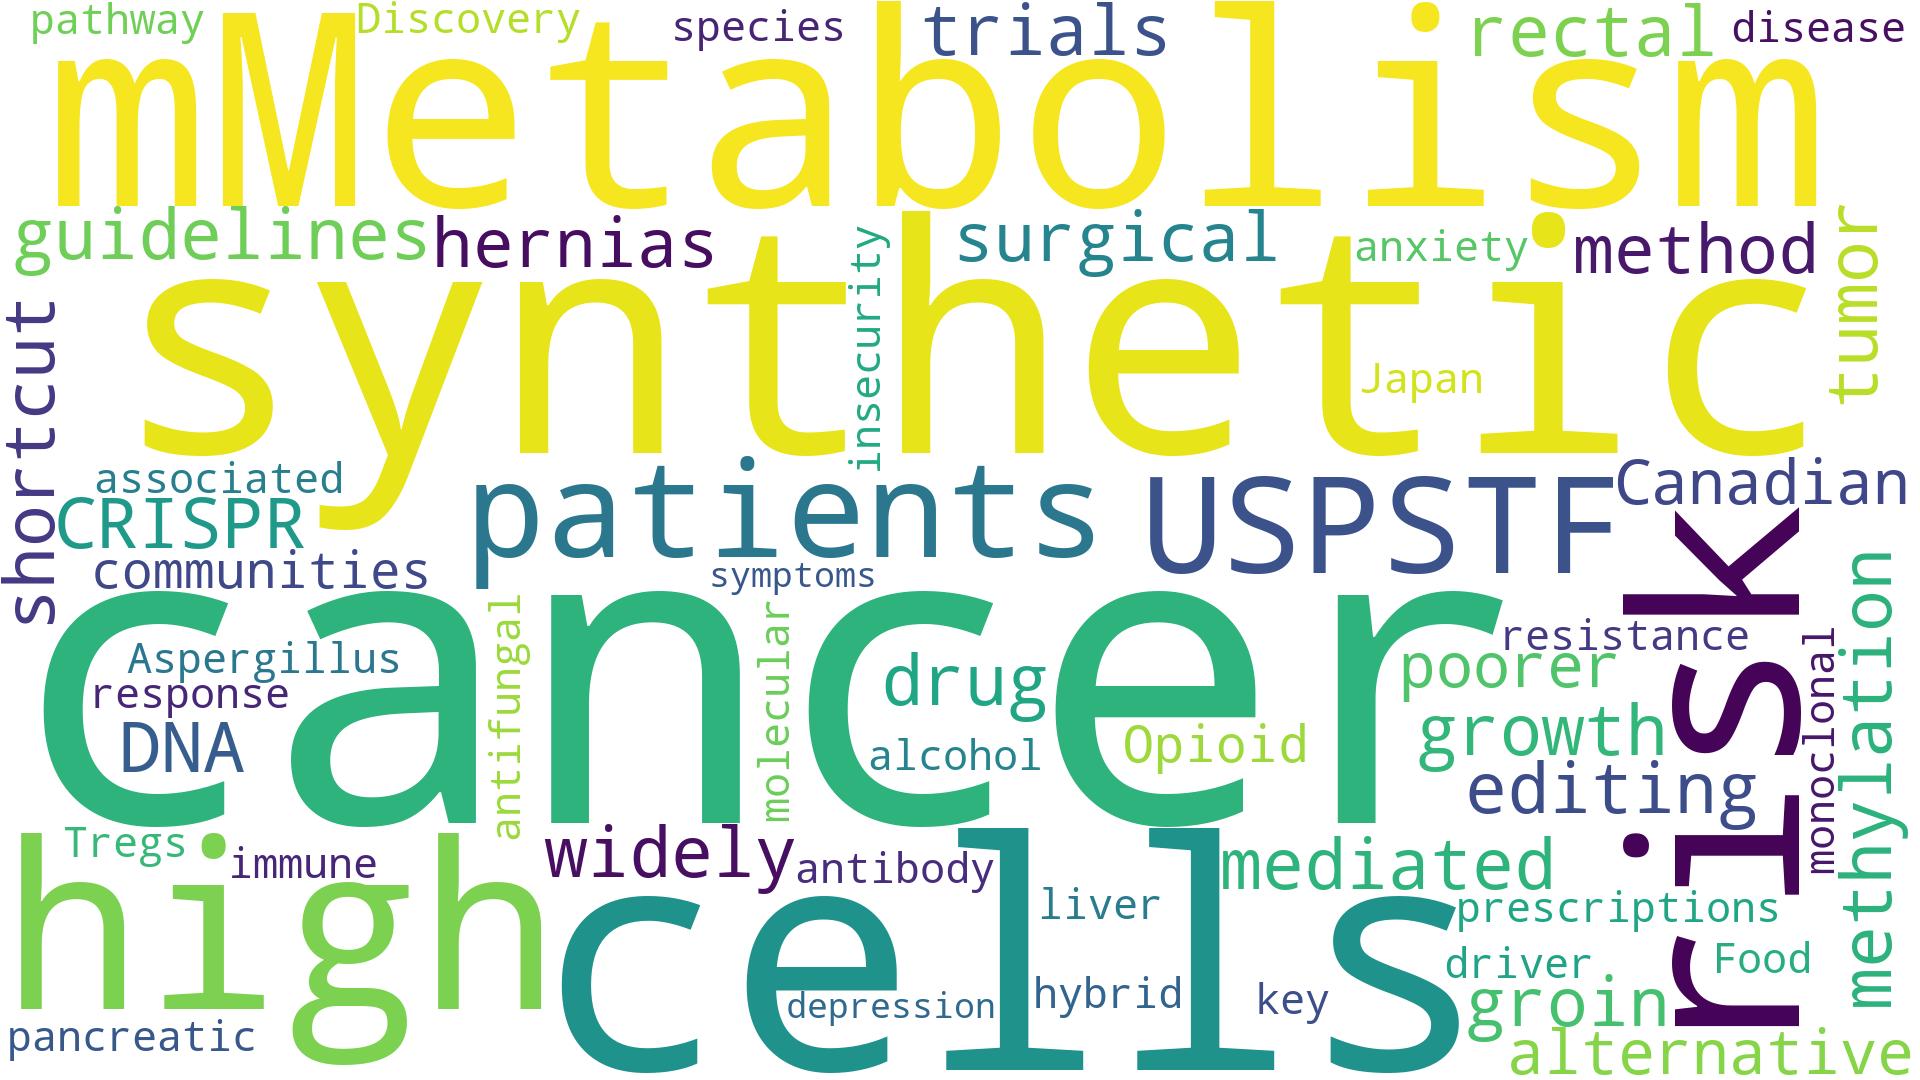 pathway
Discovery
species
trials
rectal
disease
mMetabolism
guidelines
hernias
insecurity
surgical
anxiety
method
tumor
synthetic
Japan
shortcut
associated
CRISPR
patients
USPSTF
Canadian
communities
symptoms
cancer
risk
methylation
Aspergillus
response
DNA
antifungal
molecular
drug
alcohol
Opioid
resistance
poorer
growth
editing
monoclonal
Tregs
immune
high
widely
antibody
cells
mediated
liver
prescriptions
driver
Food
depression
hybrid
key
groin
pancreatic
alternative